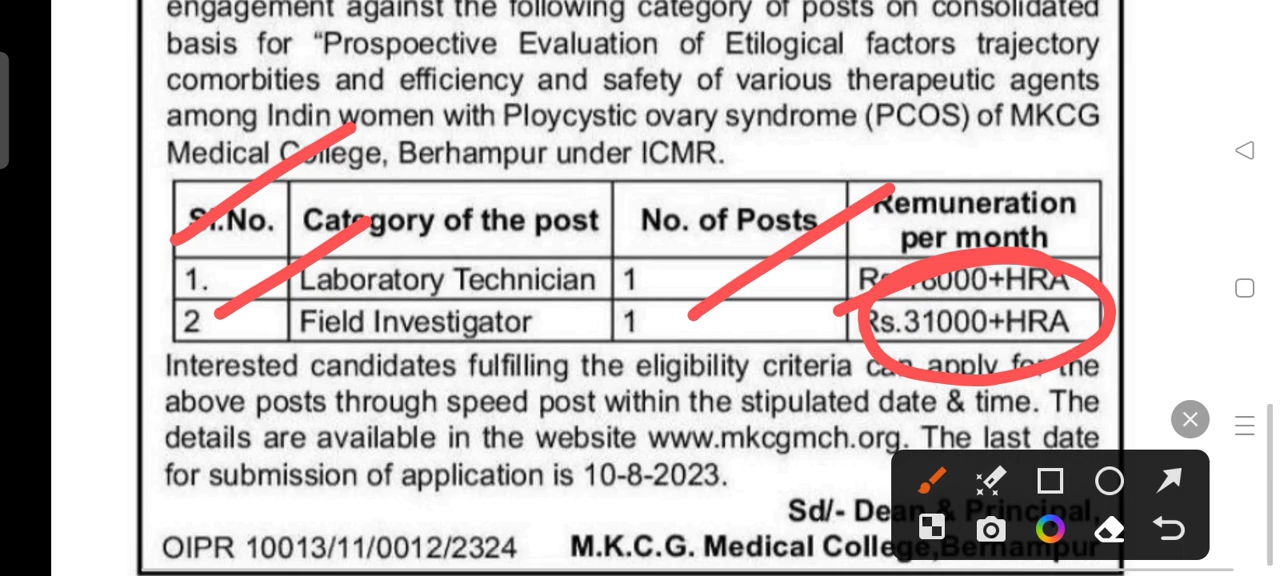 engagement against the following category of posts on consolidated
basis for “Prospoective Evaluation of Etilogical factors trajectory
comorbities and efficiency and safety of various therapeutic agents
among Indin women with Ploycystic ovary syndrome (PCOS) of MKCG
Medical College, Berhampur under ICMR.
Sl.No. Category of the post No. of Posts Remuneration per month
1. Laboratory Technician 1 +HRA
2 Field Investigator 1 Rs.31000+HRA
Interested candidates fulfilling the eligibility criteria can apply for the
above posts through speed post within the stipulated date & time. The
details are available in the website www.mkcgmch.org. The last date
for submission of application is 10-8-2023.
Sd/- Dean & Principal,
OIPR 10013/11/0012/2324 M.K.C.G. Medical College,Berhampur